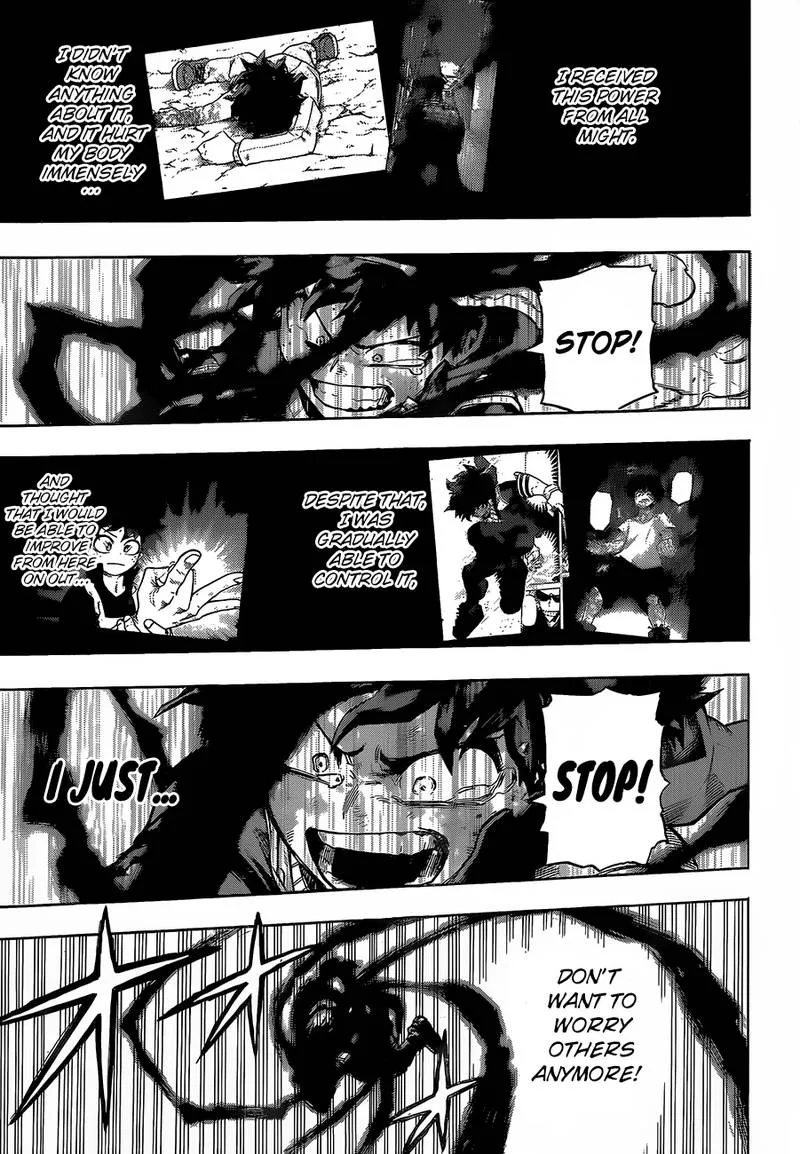 I RECEIVED
THIS POWER
FROM ALL
MIGHT.
I DIDN'T
KNOW
ANYTHING
ABOUT IT,
AND IT HURT
MY BODY
IMMENSELY
...
STOP!
DESPITE THAT,
I WAS
GRADUALLY
ABLE TO
CONTROL IT,
AND
THOUGHT
THAT I WOULD
BE ABLE TO
IMPROVE
FROM HERE
ON OUT...
STOP!
I JUST...
DON'T
WANT TO
WORRY
OTHERS
ANYMORE!